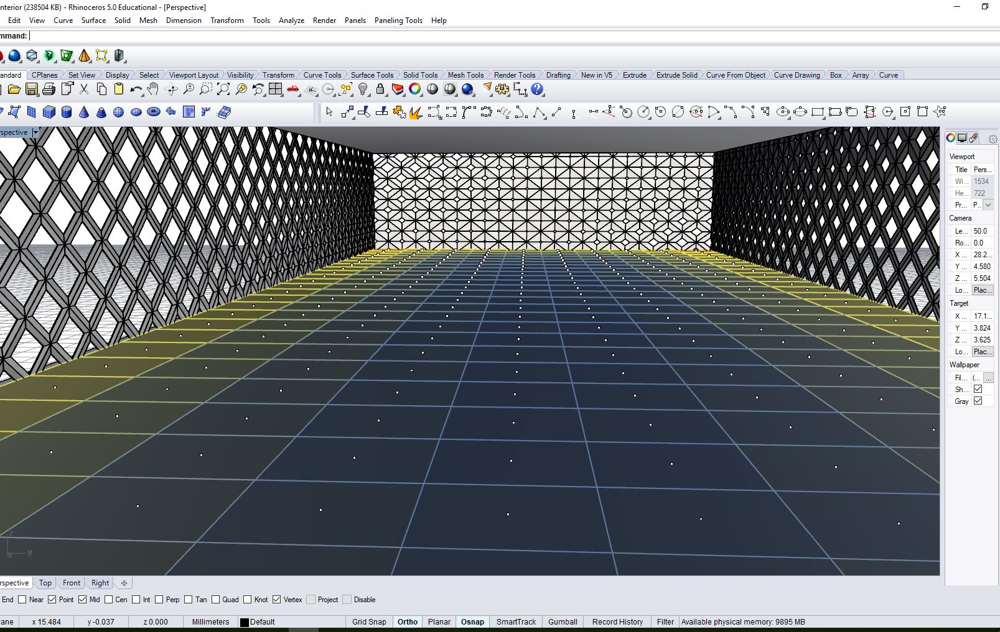 nterior (238504 KB) - Rhinoceros 5.0 Educational - [Perspective]
Edit View Curve Surface Solid Mesh Dimension Transform Tools Analyze Render Panels Paneling Tools Help
mmand:
andard CPlanes Set View Display Select Viewport Layout Visibility Transform Curve Tools Surface Tools Solid Tools Mesh Tools Render Tools Drafting New in V5 Extrude Extrude Solid Curve From Object Curve Drawing Box Array Curve
rspective
Viewport
Title Pers...
Wi... 1534
He... 722
Pr... P..
Camera
Le... 50.0
Ro... 0.0
X ... 28.2...
Y ... 4.580
Z ... 5.504
Lo... Plac...
Target
X ... 17.1...
Y ... 3.824
Z ... 3.625
Lo... Plac...
Wallpaper
Fil... (... ...
Sh...
Gray
z
x y
rspective Top Front Right
End Near Point Mid Cen Int Perp Tan Quad Knot Vertex Project Disable
lane x 15.484 y -0.037 z 0.000 Millimeters Default Grid Snap Ortho Planar Osnap SmartTrack Gumball Record History Filter Available physical memory: 9895 MB